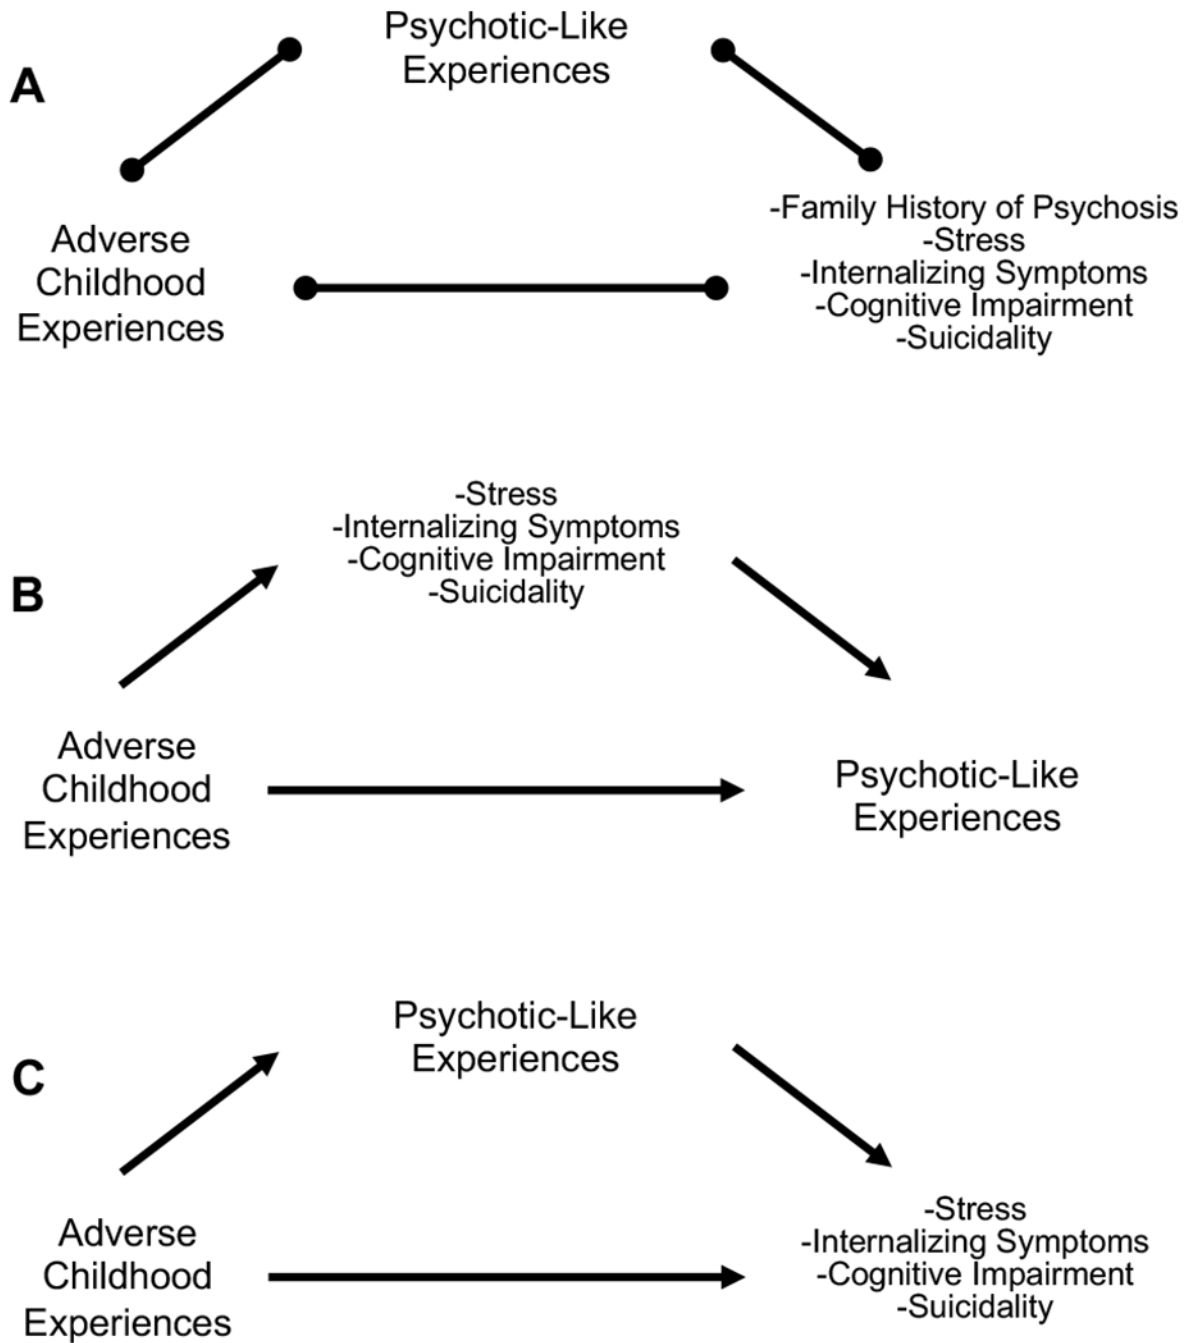 A
Psychotic-Like
Experiences
Adverse
Childhood
Experiences
-Family History of Psychosis
-Stress
-Internalizing Symptoms
-Cognitive Impairment
-Suicidality
B
-Stress
-Internalizing Symptoms
-Cognitive Impairment
-Suicidality
Adverse
Childhood
Experiences
Psychotic-Like
Experiences
C
Psychotic-Like
Experiences
Adverse
Childhood
Experiences
-Stress
-Internalizing Symptoms
-Cognitive Impairment
-Suicidality